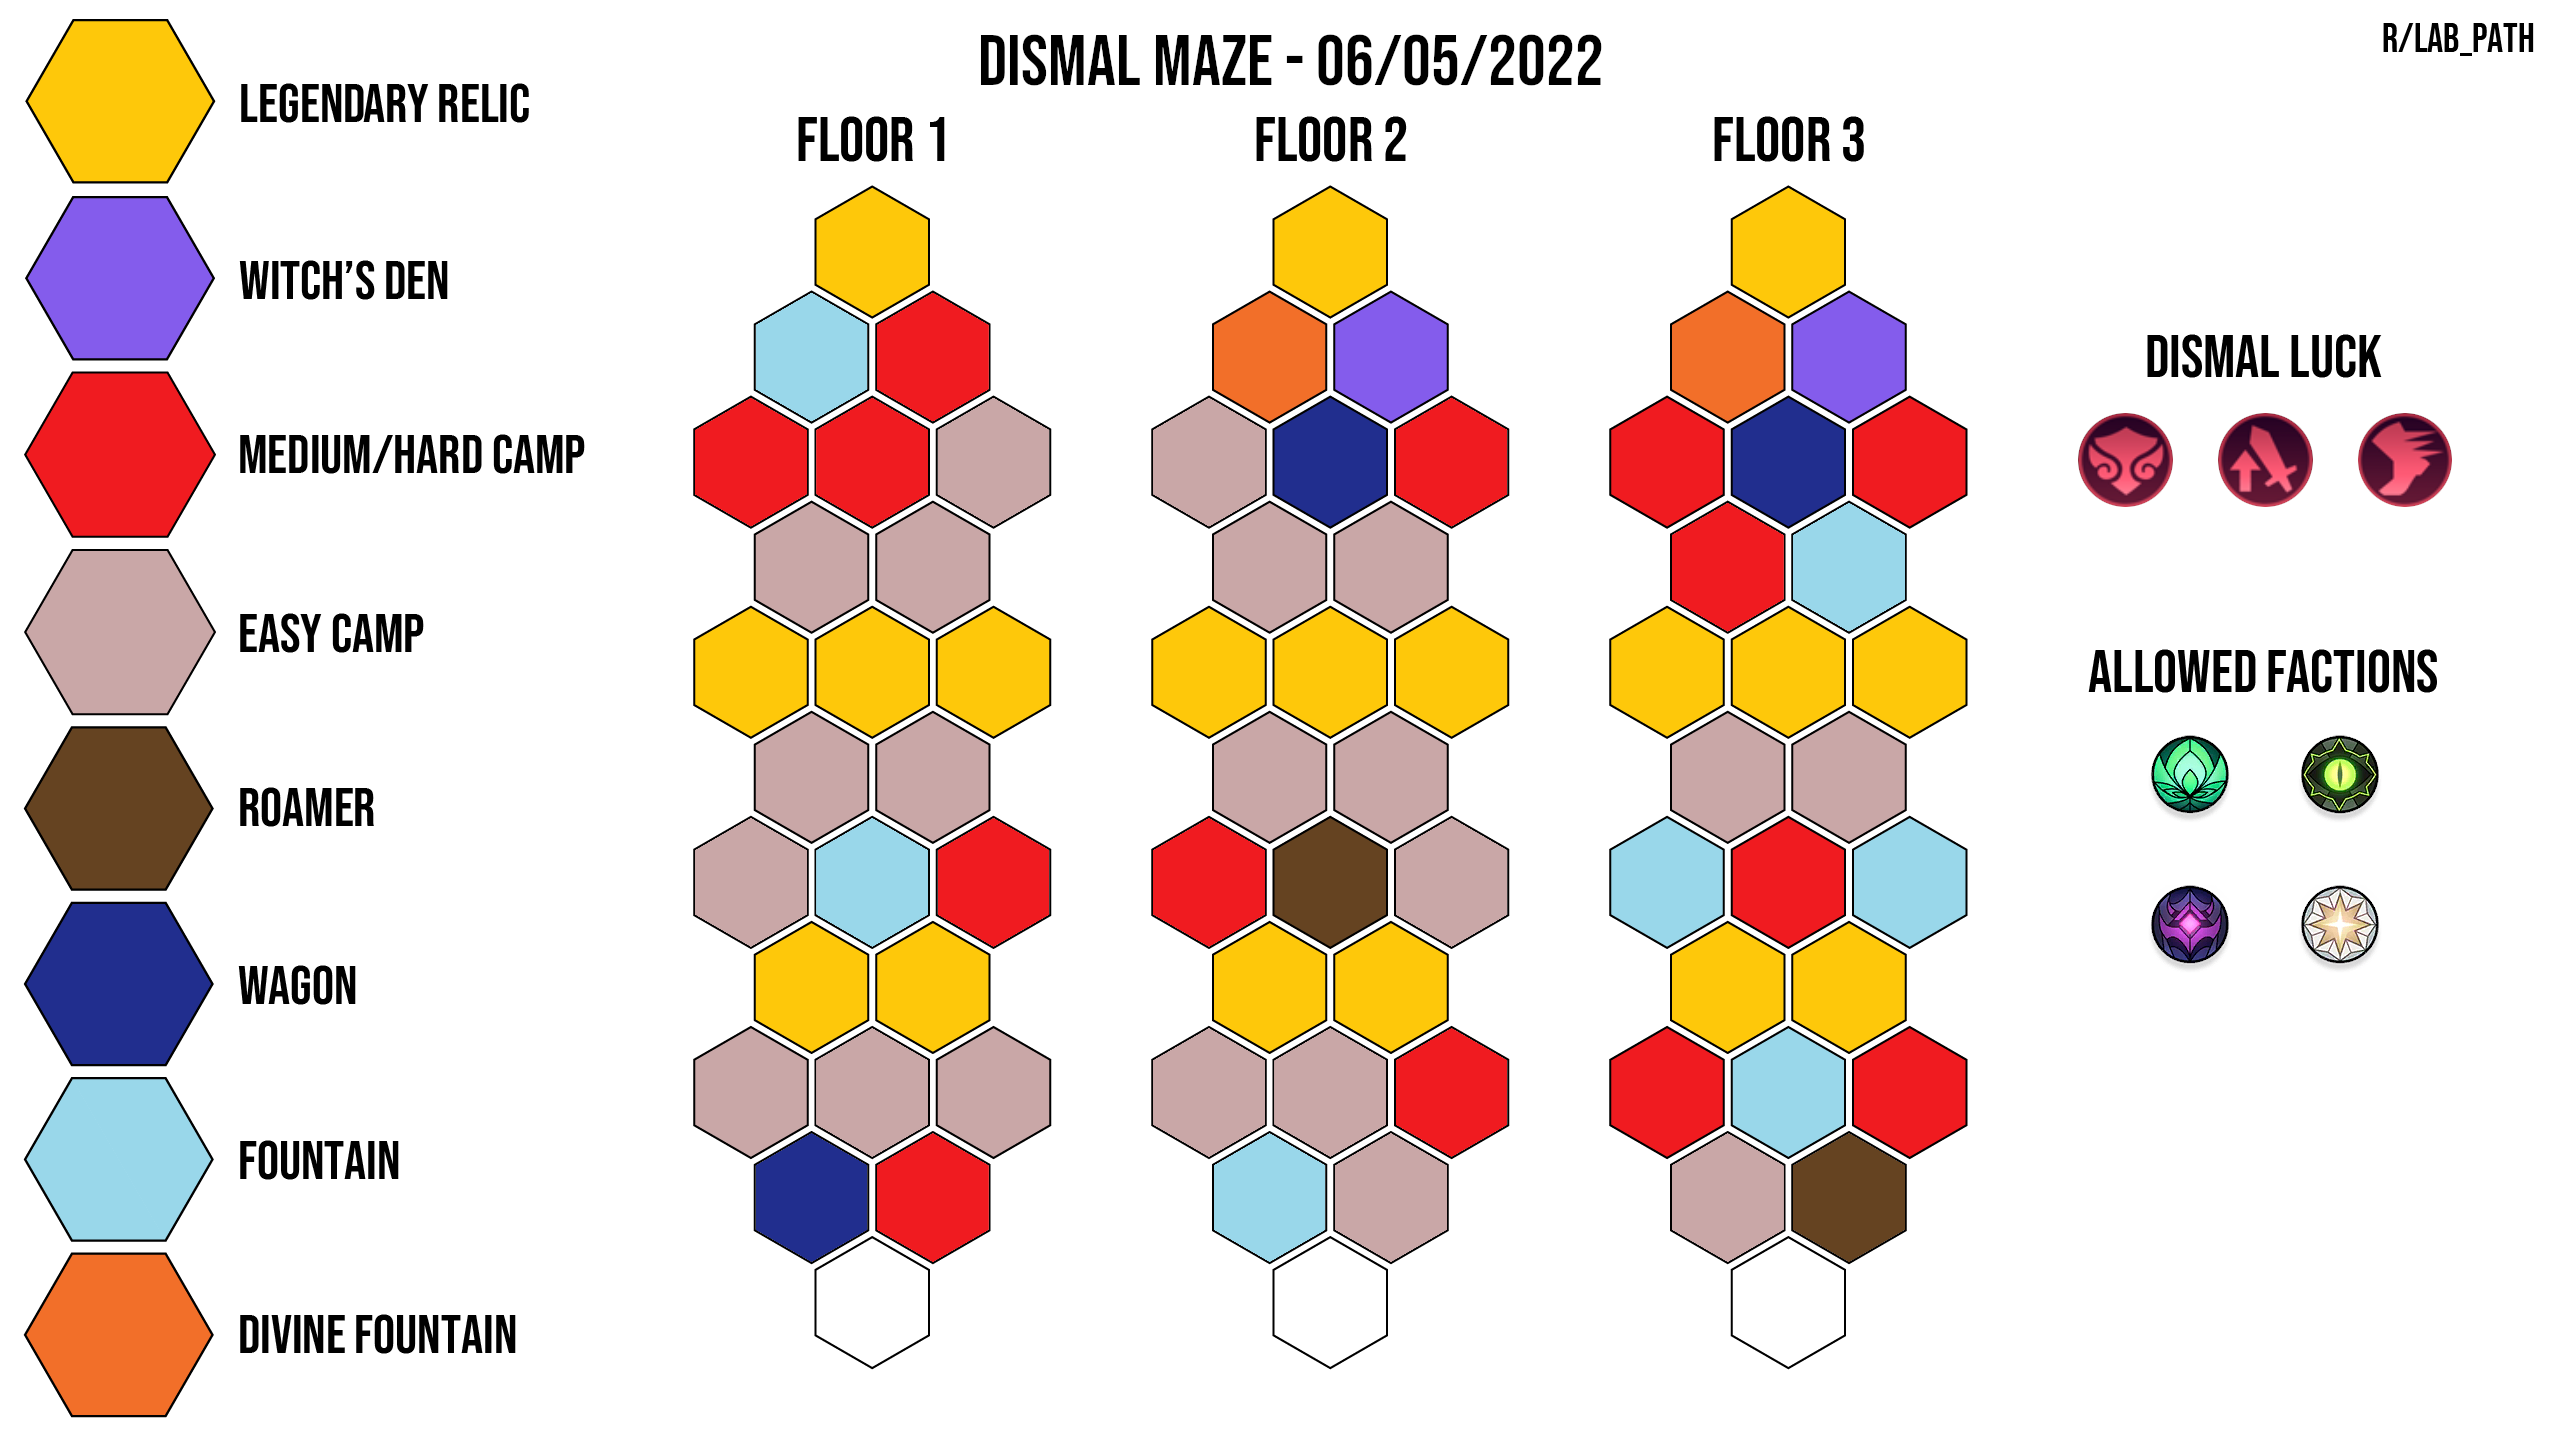 DISMAL MAZE - 06/05/2022
R/LAB_PATH
FLOOR 1
FLOOR 2
FLOOR 3
LEGENDARY RELIC
WITCH'S DEN
MEDIUM/HARD CAMP
EASY CAMP
ROAMER
WAGON
FOUNTAIN
DIVINE FOUNTAIN
DISMAL LUCK
ALLOWED FACTIONS